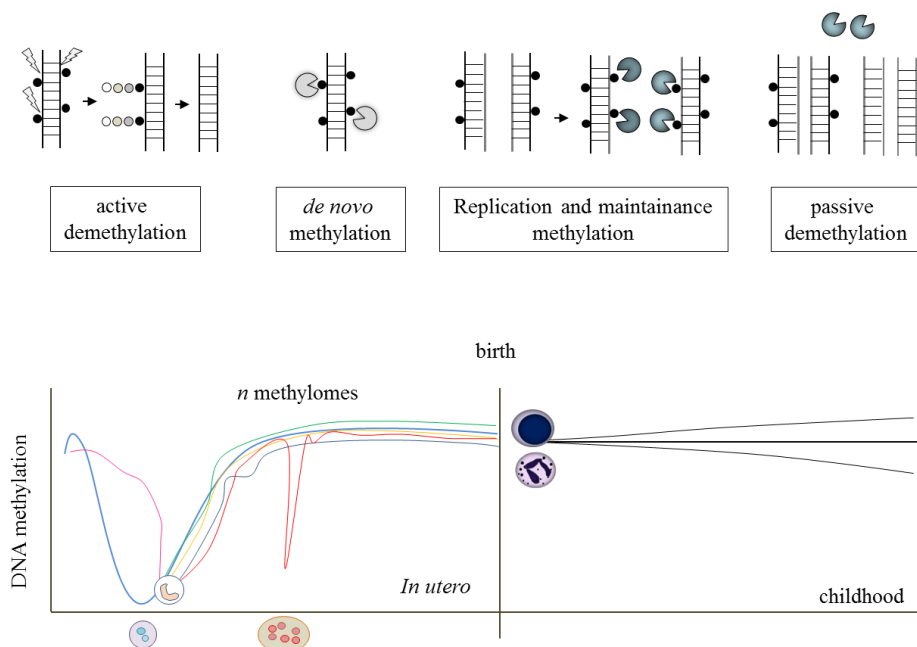 active
demethylation
de novo
methylation
Replication and maintainance
methylation
passive
demethylation
birth
n methylomes
DNA methylation
In utero
childhood